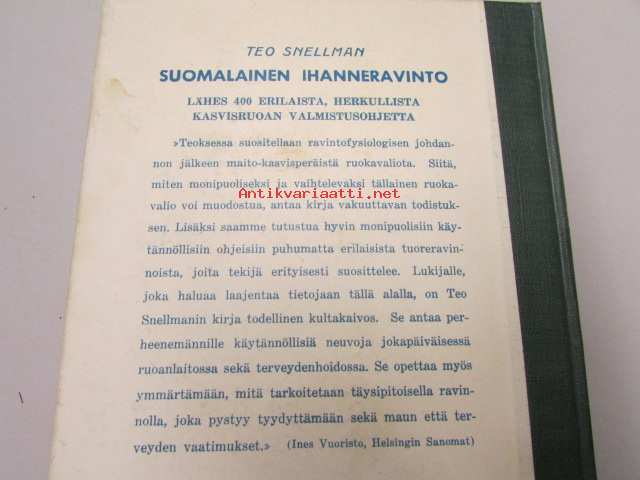 TEO SNELLMAN
SUOMALAINEN IHANNERAVINTO
LÄHES 400 ERILAISTA, HERKULLISTA
KASVISRUOAN VALMISTUSOHJETTA
»Teoksessa suositellaan ravintofysiologisen johdan-
non jälkeen maito-kasvisperäistä ruokavaliota. Siitä,
miten monipuoliseksi ja vaihtelevaksi tällainen ruoka-
Antikvariaatti.net
valio voi muodostua, antaa kirja vakuuttavan todistuk-
sen. Lisäksi saamme tutustua hyvin monipuolisiin käy-
tännöllisiin ohjeisiin puhumatta erilaisista tuoreravin-
noista, joita tekijä erityisesti suosittelee. Lukijalle,
joka haluaa laajentaa tietojaan tällä alalla, on Teo
Snellmanin kirja todellinen kultakaivos. Se antaa per-
heenemännille käytännöllisiä neuvoja jokapäiväisessä
ruoanlaitossa sekä terveydenhoidossa. Se opettaa myös
ymmärtämään, mitä tarkoitetaan täysipitoisella ravin-
nolla, joka pystyy tyydyttämään sekä maun että ter-
veyden vaatimukset.» (Ines Vuoristo, Helsingin Sanomat)